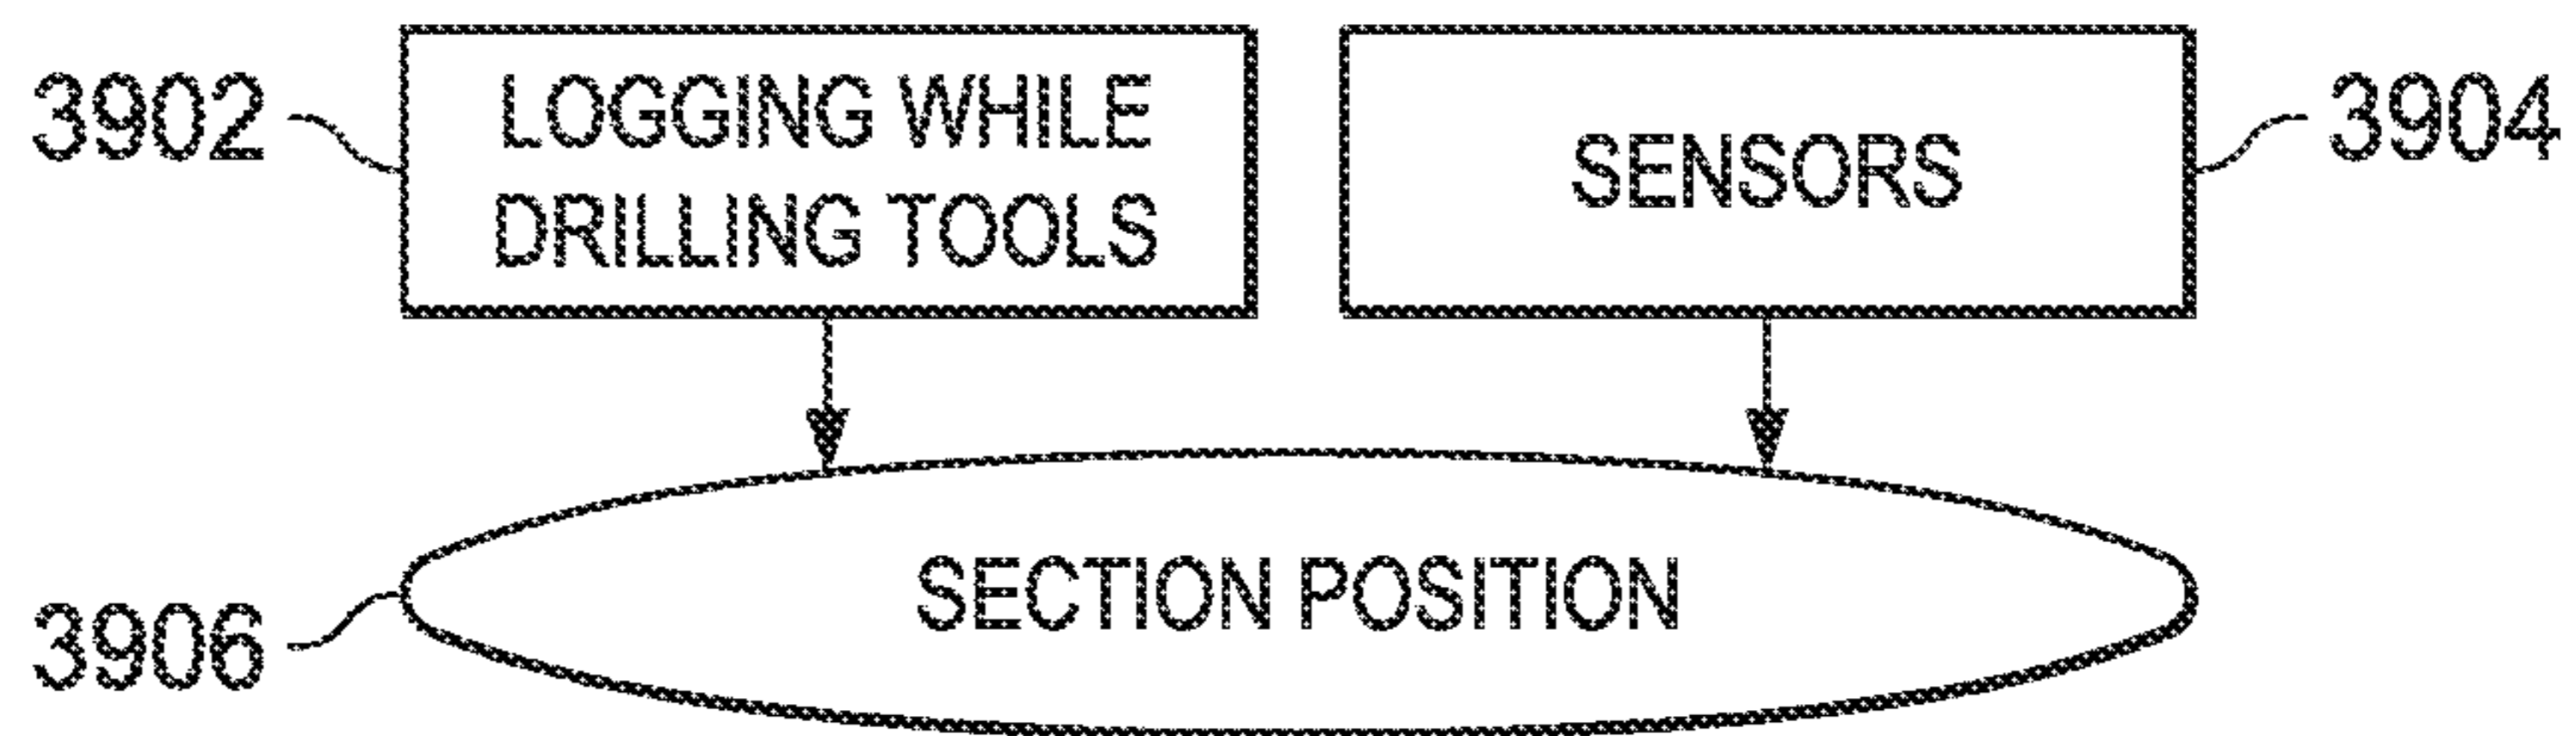 3902
LOGGING WHILE
DRILLING TOOLS
SENSORS
3904
SECTION POSITION
3906